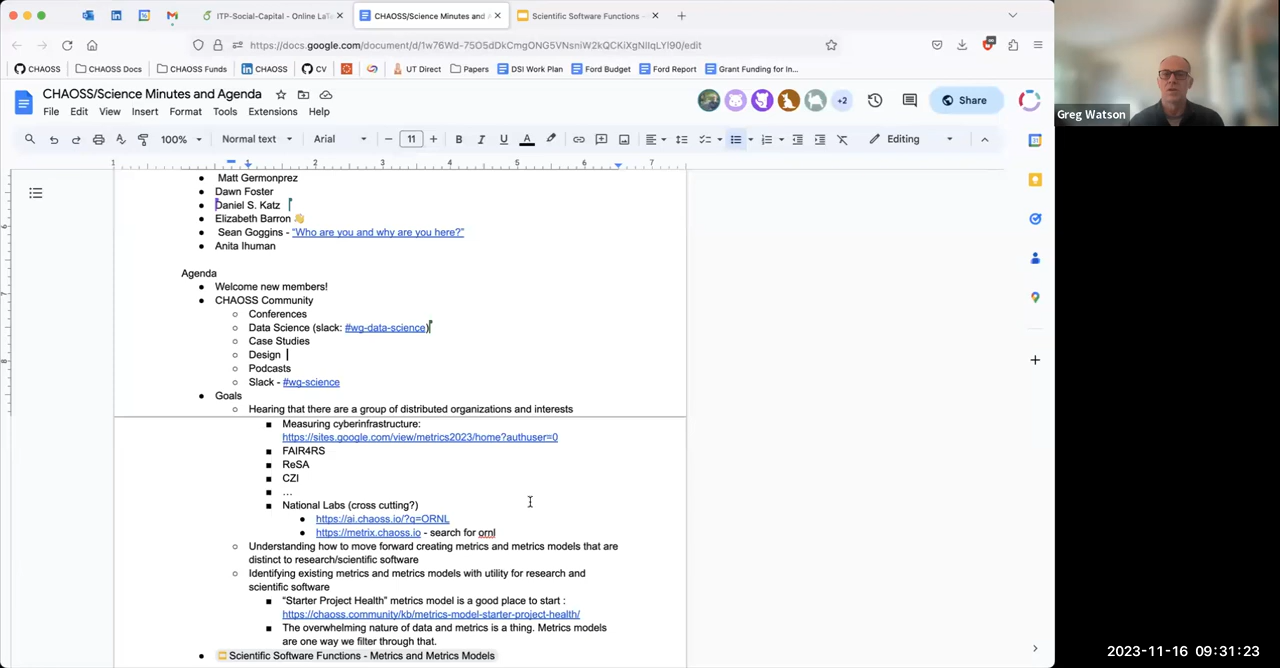 ITP-Social-Capital - Online LaTe
CHAOSS/Science Minutes and A
Scientific Software Functions -
https://docs.google.com/document/d/1w76Wd-75O5dDkCmgONG5VNsniW2kQCKiXgNIIqLYl90/edit
CHAOSS
CHAOSS Docs
CHAOSS Funds
CHAOSS
CV
UT Direct
Papers
DSI Work Plan
Ford Budget
Ford Report
Grant Funding for In...
CHAOSS/Science Minutes and Agenda
File Edit View Insert Format Tools Extensions Help
+2
Share
100%
Normal text
Arial
11
Editing
1 1 2 3 4 5 6 7
Matt Germonprez
Dawn Foster
Daniel S. Katz
Elizabeth Barron 👋
Sean Goggins - "Who are you and why are you here?"
Anita Ihuman
Agenda
Welcome new members!
CHAOSS Community
Conferences
Data Science (slack: #wg-data-science)
Case Studies
Design
Podcasts
Slack - #wg-science
Goals
Hearing that there are a group of distributed organizations and interests
Measuring cyberinfrastructure:
https://sites.google.com/view/metrics2023/home?authuser=0
FAIR4RS
ReSA
CZI
...
National Labs (cross cutting?)
https://ai.chaoss.io/?q=ORNL
https://metrix.chaoss.io - search for ornl
Understanding how to move forward creating metrics and metrics models that are
distinct to research/scientific software
Identifying existing metrics and metrics models with utility for research and
scientific software
"Starter Project Health" metrics model is a good place to start :
https://chaoss.community/kb/metrics-model-starter-project-health/
The overwhelming nature of data and metrics is a thing. Metrics models
are one way we filter through that.
Scientific Software Functions - Metrics and Metrics Models
Greg Watson
2023-11-16 09:31:23